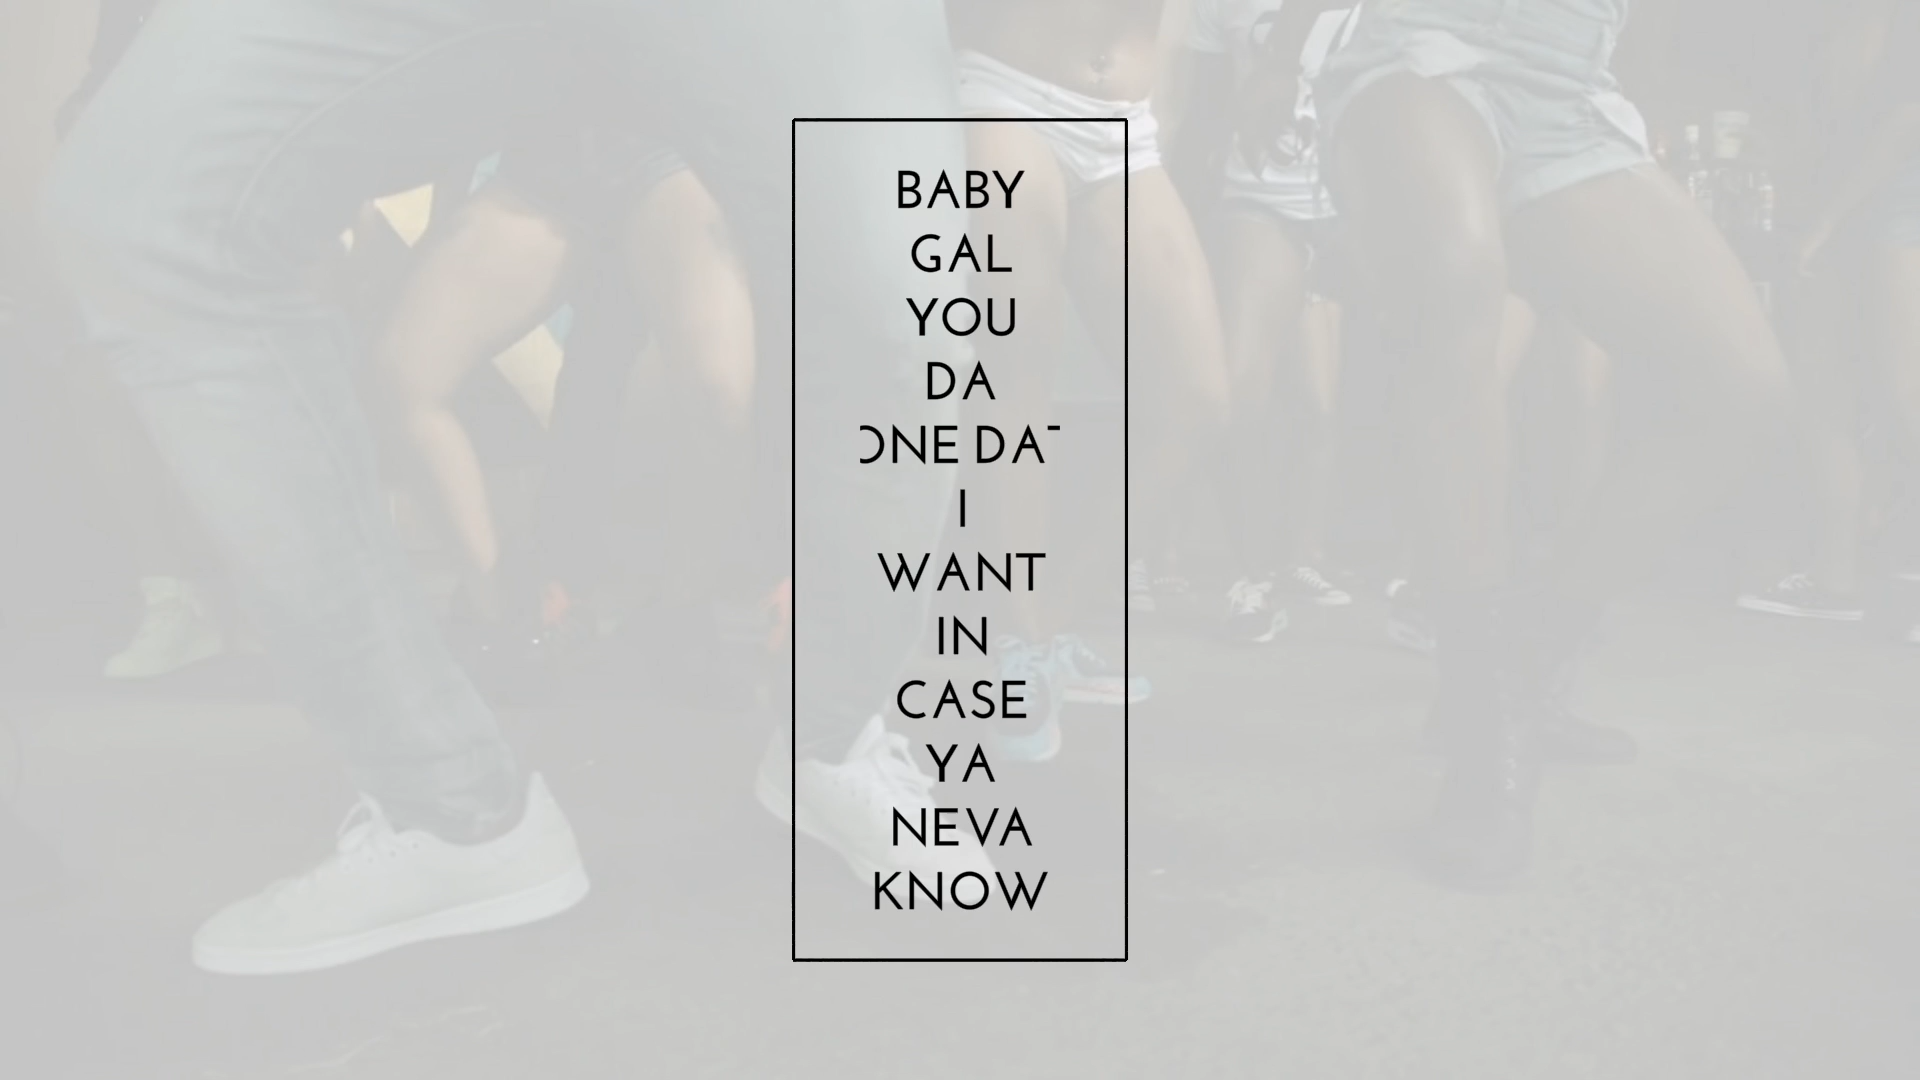 BABY
GAL
YOU
DA
ONE DAT
I
WANT
IN
CASE
YA
NEVA
KNOW